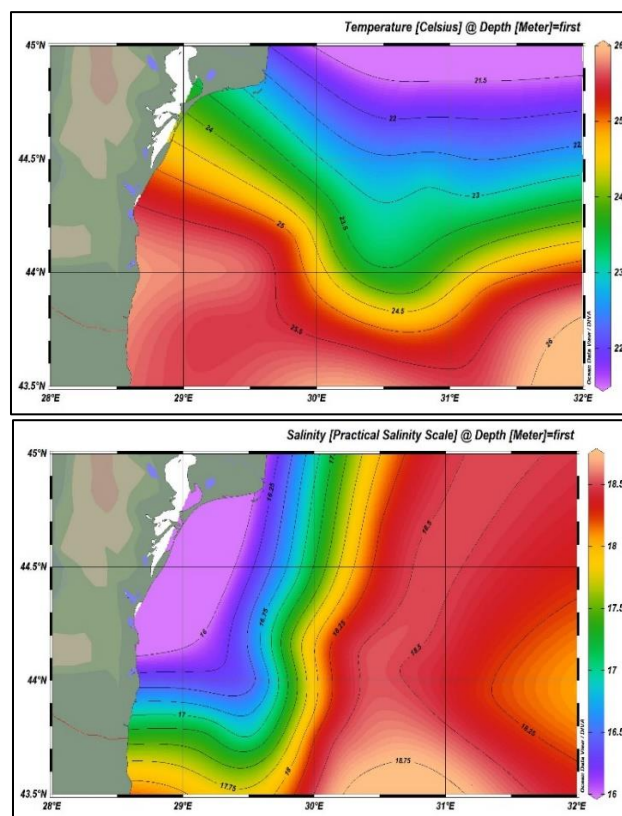 Temperature [Celsius] @ Depth [Meter]=first
45°N
44.5°N
44°N
43.5°N
28°E
29°E
30°E
31°E
32°E
21.5
22
23
23.5
24
24.5
25
25.5
26
26
25
24
23
22
Ocean Data View / DIVA
Salinity [Practical Salinity Scale] @ Depth [Meter]=first
45°N
44.5°N
44°N
43.5°N
28°E
29°E
30°E
31°E
32°E
16
16.25
16.75
17
17
17.75
18
18.25
18.5
18.5
18.25
18.75
18.5
18
17.5
17
16.5
16
Ocean Data View / DIVA